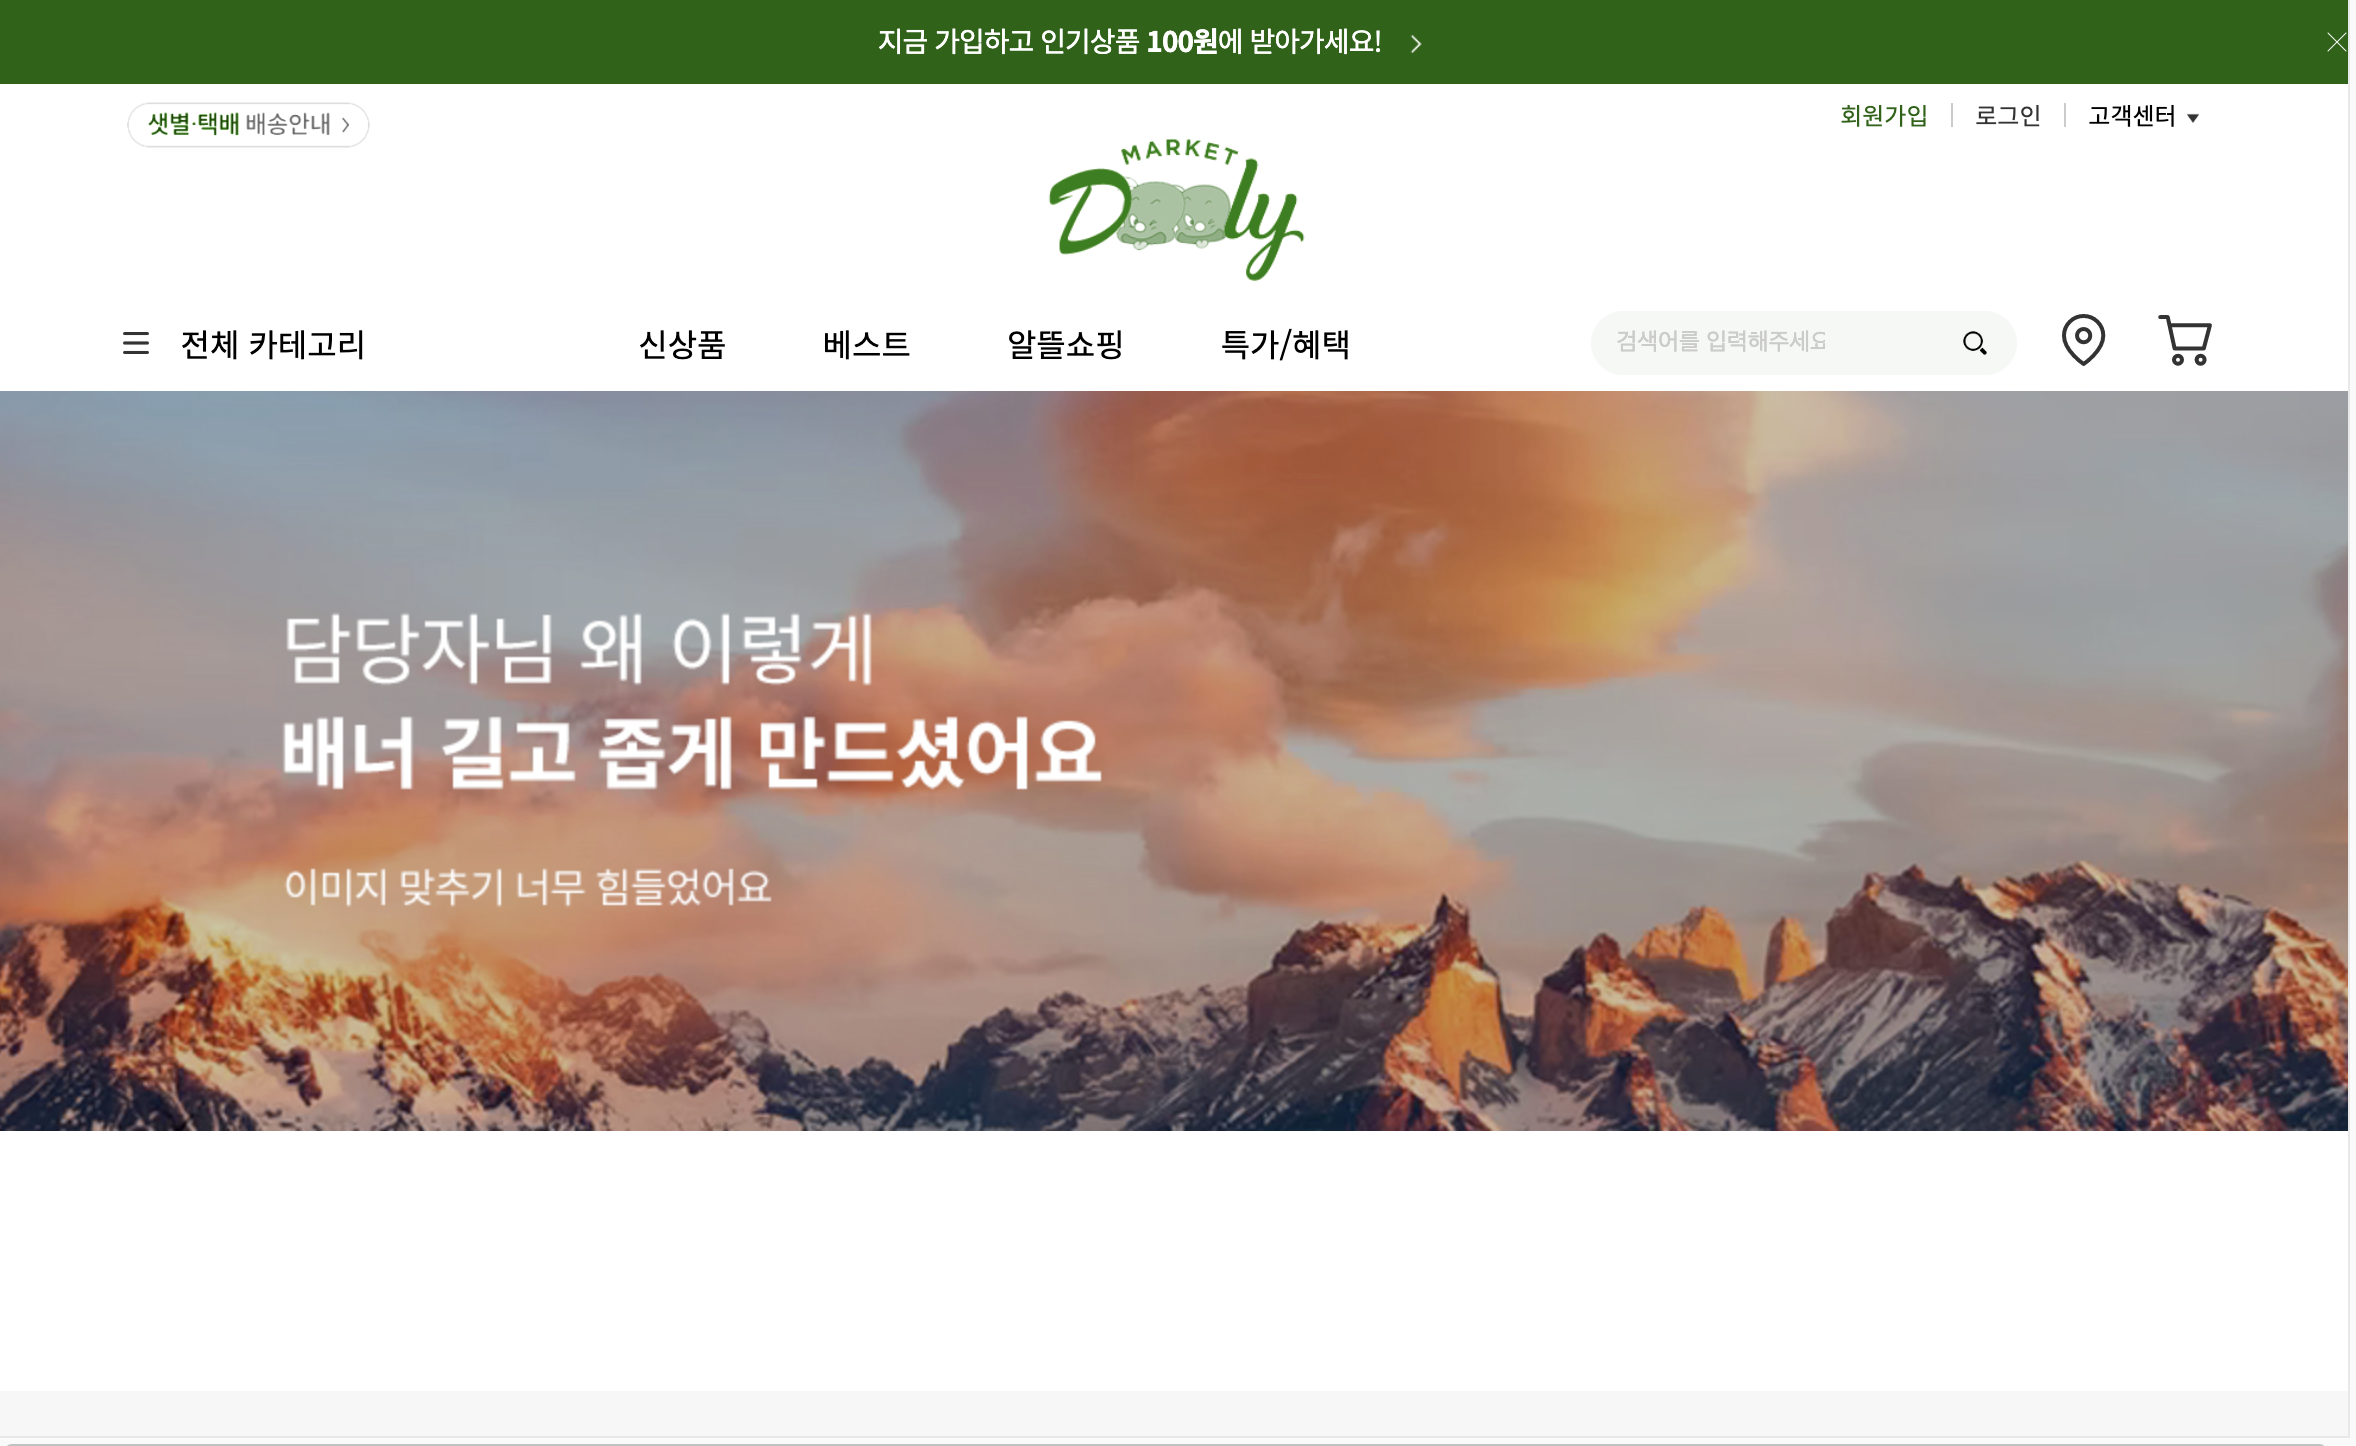 지금 가입하고 인기상품 100원에 받아가세요!
샛별·택배 배송안내
회원가입
로그인
고객센터
MARKET
Dooly
전체 카테고리
신상품
베스트
알뜰쇼핑
특가/혜택
검색어를 입력해주세요
담당자님 왜 이렇게
배너 길고 좁게 만드셨어요
이미지 맞추기 너무 힘들었어요